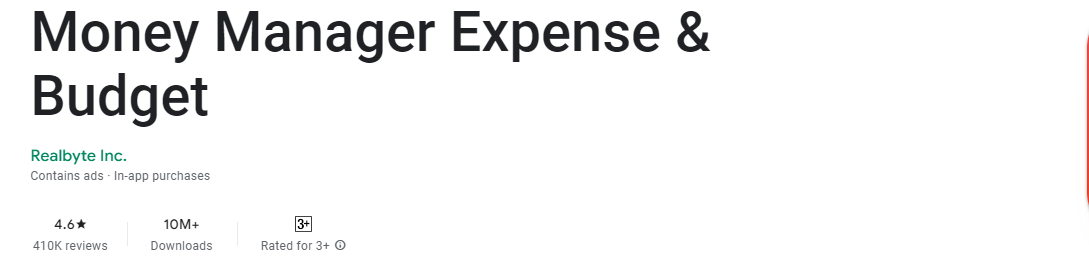 Money Manager Expense &
Budget
Realbyte Inc.
Contains ads · In-app purchases
4.6★ 10M+ 3+
410K reviews Downloads Rated for 3+